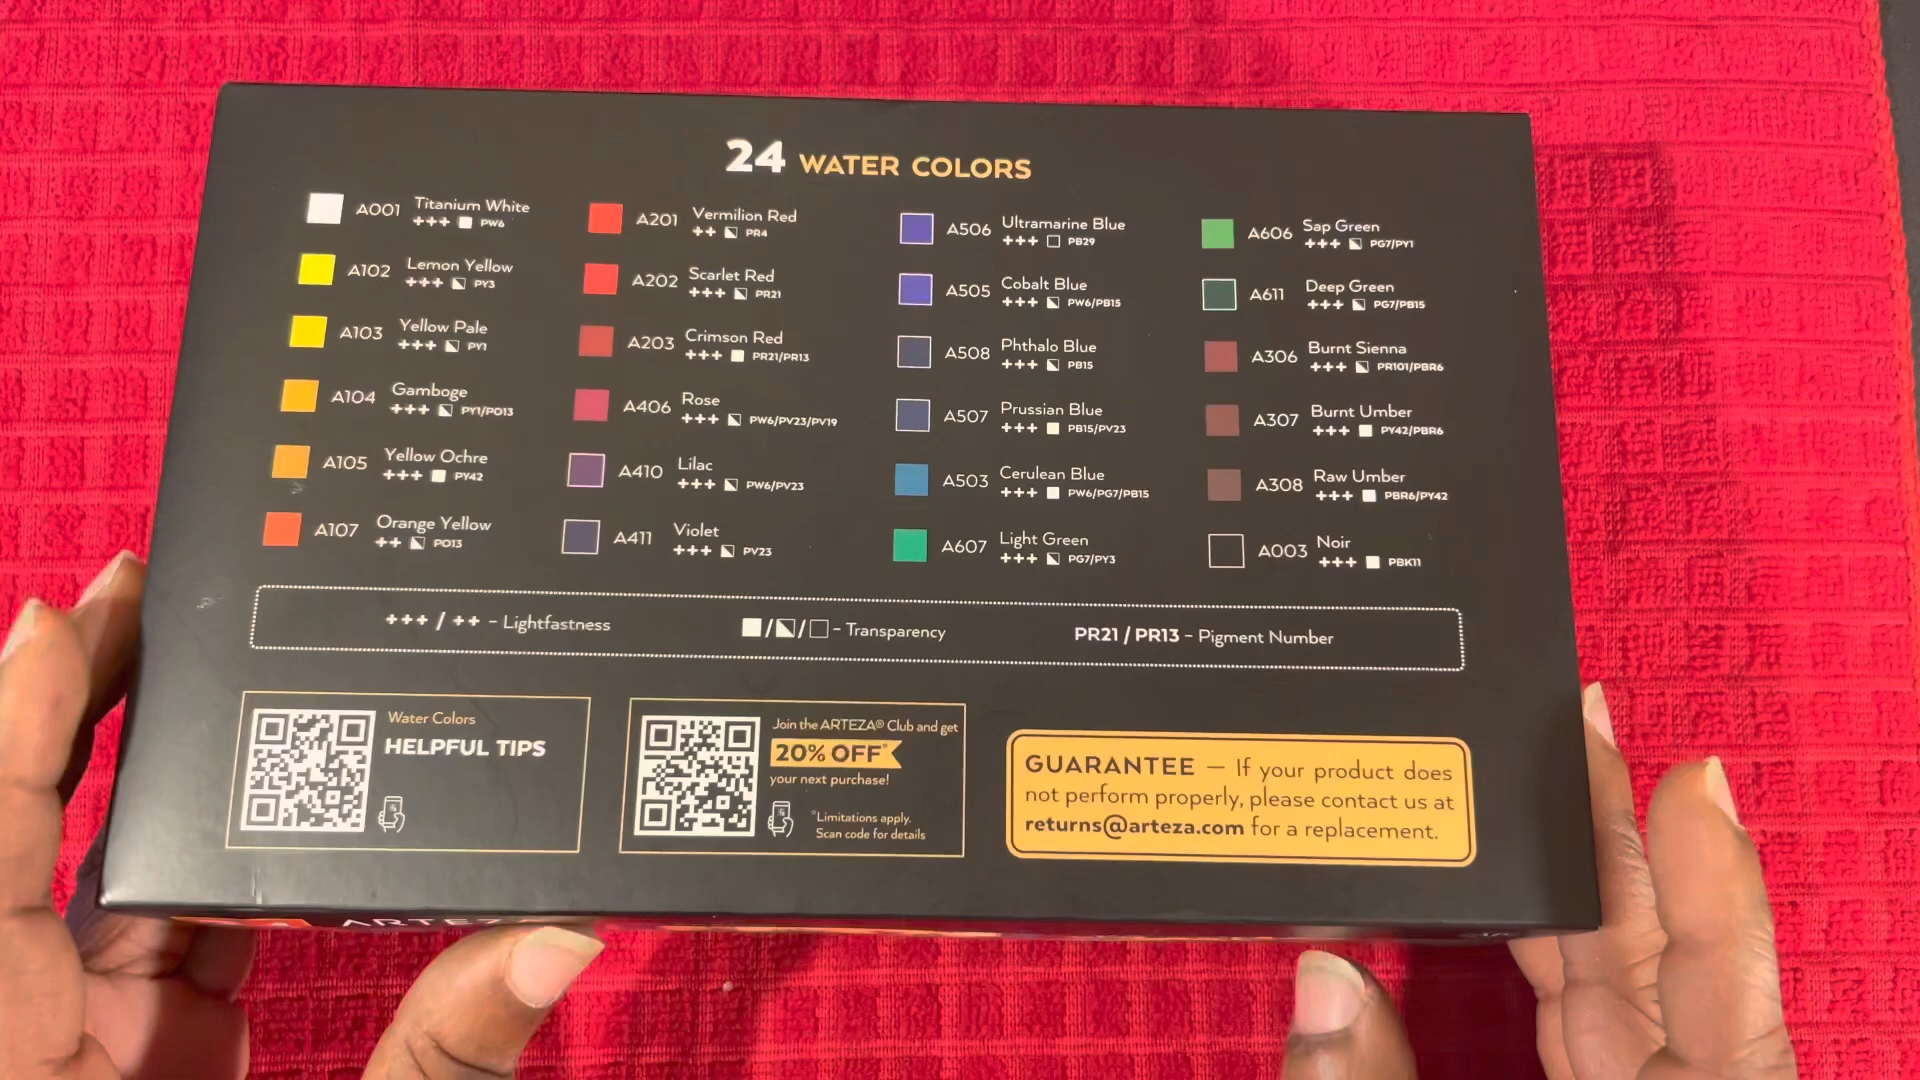 24 WATER COLORS
A001 Titanium White
+++ PW6
A102 Lemon Yellow
+++ PY3
A103 Yellow Pale
+++ PY1
A104 Gamboge
+++ PY1/PO13
A105 Yellow Ochre
+++ PY42
A107 Orange Yellow
++ PO13
A201 Vermilion Red
++ PR4
A202 Scarlet Red
+++ PR21
A203 Crimson Red
+++ PR21/PR13
A406 Rose
+++ PW6/PV23/PV19
A410 Lilac
+++ PW6/PV23
A411 Violet
+++ PV23
A506 Ultramarine Blue
+++ PB29
A505 Cobalt Blue
+++ PW6/PB15
A508 Phthalo Blue
+++ PB15
A507 Prussian Blue
+++ PB15/PV23
A503 Cerulean Blue
+++ PW6/PG7/PB15
A607 Light Green
+++ PG7/PY3
A606 Sap Green
+++ PG7/PY1
A611 Deep Green
+++ PG7/PB15
A306 Burnt Sienna
+++ PR101/PBR6
A307 Burnt Umber
+++ PY42/PBR6
A308 Raw Umber
+++ PBR6/PY42
A003 Noir
+++ PBK11
+++ / ++ – Lightfastness
/ / – Transparency
PR21 / PR13 – Pigment Number
Water Colors
HELPFUL TIPS
Join the ARTEZA® Club and get
20% OFF*
your next purchase!
*Limitations apply.
Scan code for details
GUARANTEE — If your product does
not perform properly, please contact us at
returns@arteza.com for a replacement.
ARTEZA